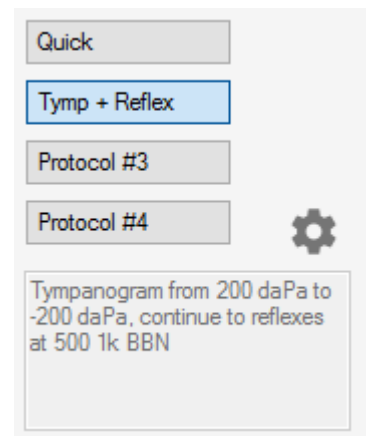 Quick
Tymp + Reflex
Protocol #3
Protocol #4
Tympanogram from 200 daPa to
-200 daPa, continue to reflexes
at 500 1k BBN